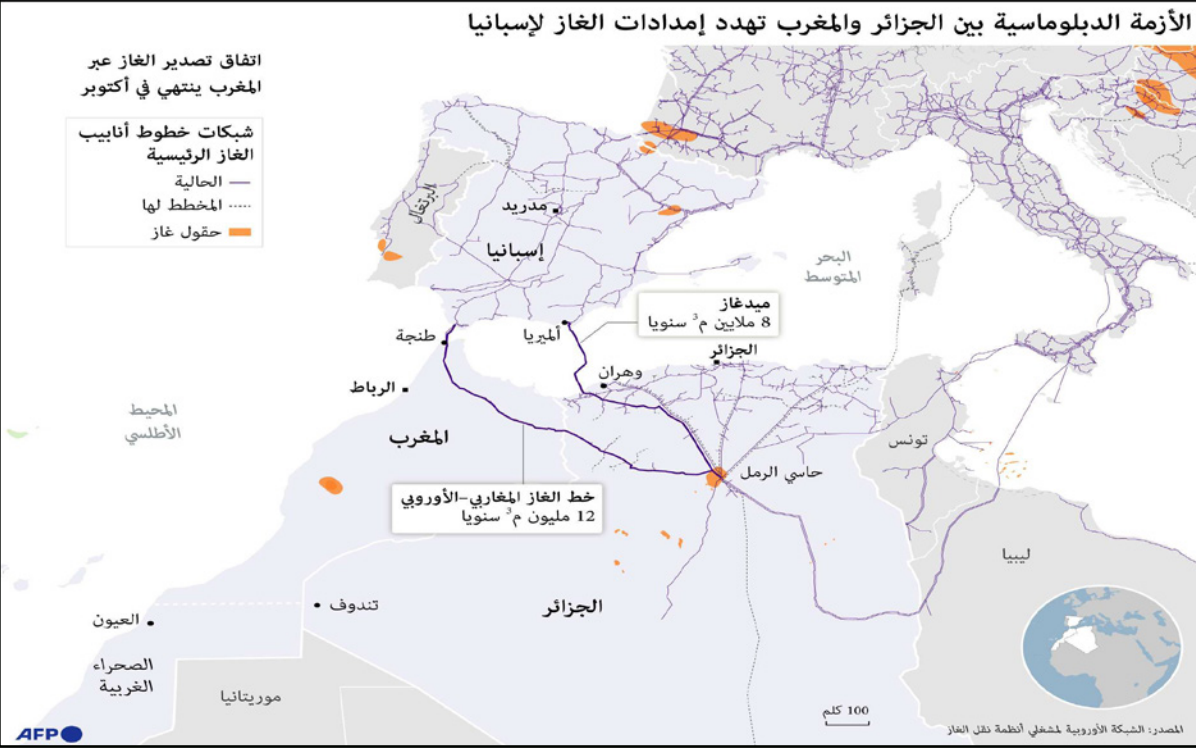 الأزمة الدبلوماسية بين الجزائر والمغرب تهدد إمدادات الغاز لإسبانيا
اتفاق تصدير الغاز عبر
المغرب ينتهي في أكتوبر
شبكات خطوط أنابيب
الغاز الرئيسية
الحالية
المخطط لها
حقول غاز
البرتغال
مدريد
إسبانيا
البحر
المتوسط
ميدغاز
8 ملايين م³ سنويا
ألميريا
طنجة
الجزائر
وهران
الرباط
المحيط
الأطلسي
المغرب
تونس
حاسي الرمل
خط الغاز المغاربي-الأوروبي
12 مليون م³ سنويا
ليبيا
الجزائر
تندوف
العيون
الصحراء
الغربية
موريتانيا
100 كلم
المصدر: الشبكة الأوروبية لمشغلي أنظمة نقل الغاز
AFP